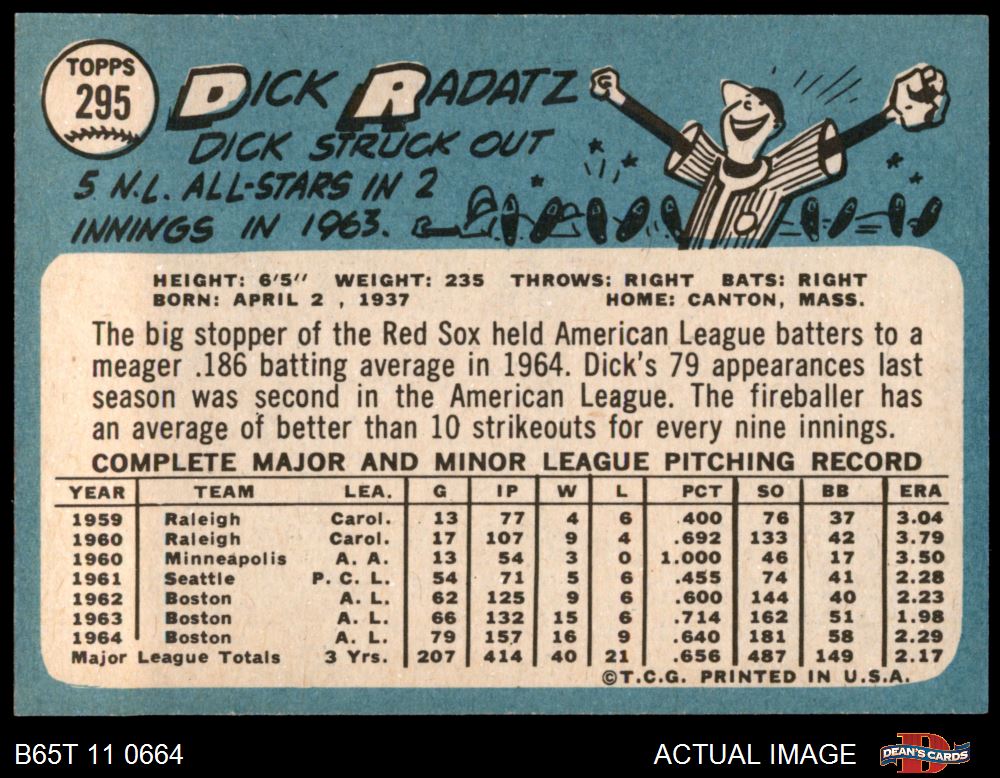 TOPPS
295
DICK RADATZ
DICK STRUCK OUT
5 N.L. ALL-STARS IN 2
INNINGS IN 1963.
HEIGHT: 6'5" WEIGHT: 235 THROWS: RIGHT BATS: RIGHT
BORN: APRIL 2 , 1937 HOME: CANTON, MASS.
The big stopper of the Red Sox held American League batters to a
meager .186 batting average in 1964. Dick's 79 appearances last
season was second in the American League. The fireballer has
an average of better than 10 strikeouts for every nine innings.
COMPLETE MAJOR AND MINOR LEAGUE PITCHING RECORD
YEAR TEAM LEA. G IP W L PCT SO BB ERA
1959 Raleigh Carol. 13 77 4 6 .400 76 37 3.04
1960 Raleigh Carol. 17 107 9 4 .692 133 42 3.79
1960 Minneapolis A. A. 13 54 3 0 1.000 46 17 3.50
1961 Seattle P. C. L. 54 71 5 6 .455 74 41 2.28
1962 Boston A. L. 62 125 9 6 .600 144 40 2.23
1963 Boston A. L. 66 132 15 6 .714 162 51 1.98
1964 Boston A. L. 79 157 16 9 .640 181 58 2.29
Major League Totals 3 Yrs. 207 414 40 21 .656 487 149 2.17
©T.C.G. PRINTED IN U.S.A.
B65T 11 0664 ACTUAL IMAGE DEAN'S CARDS